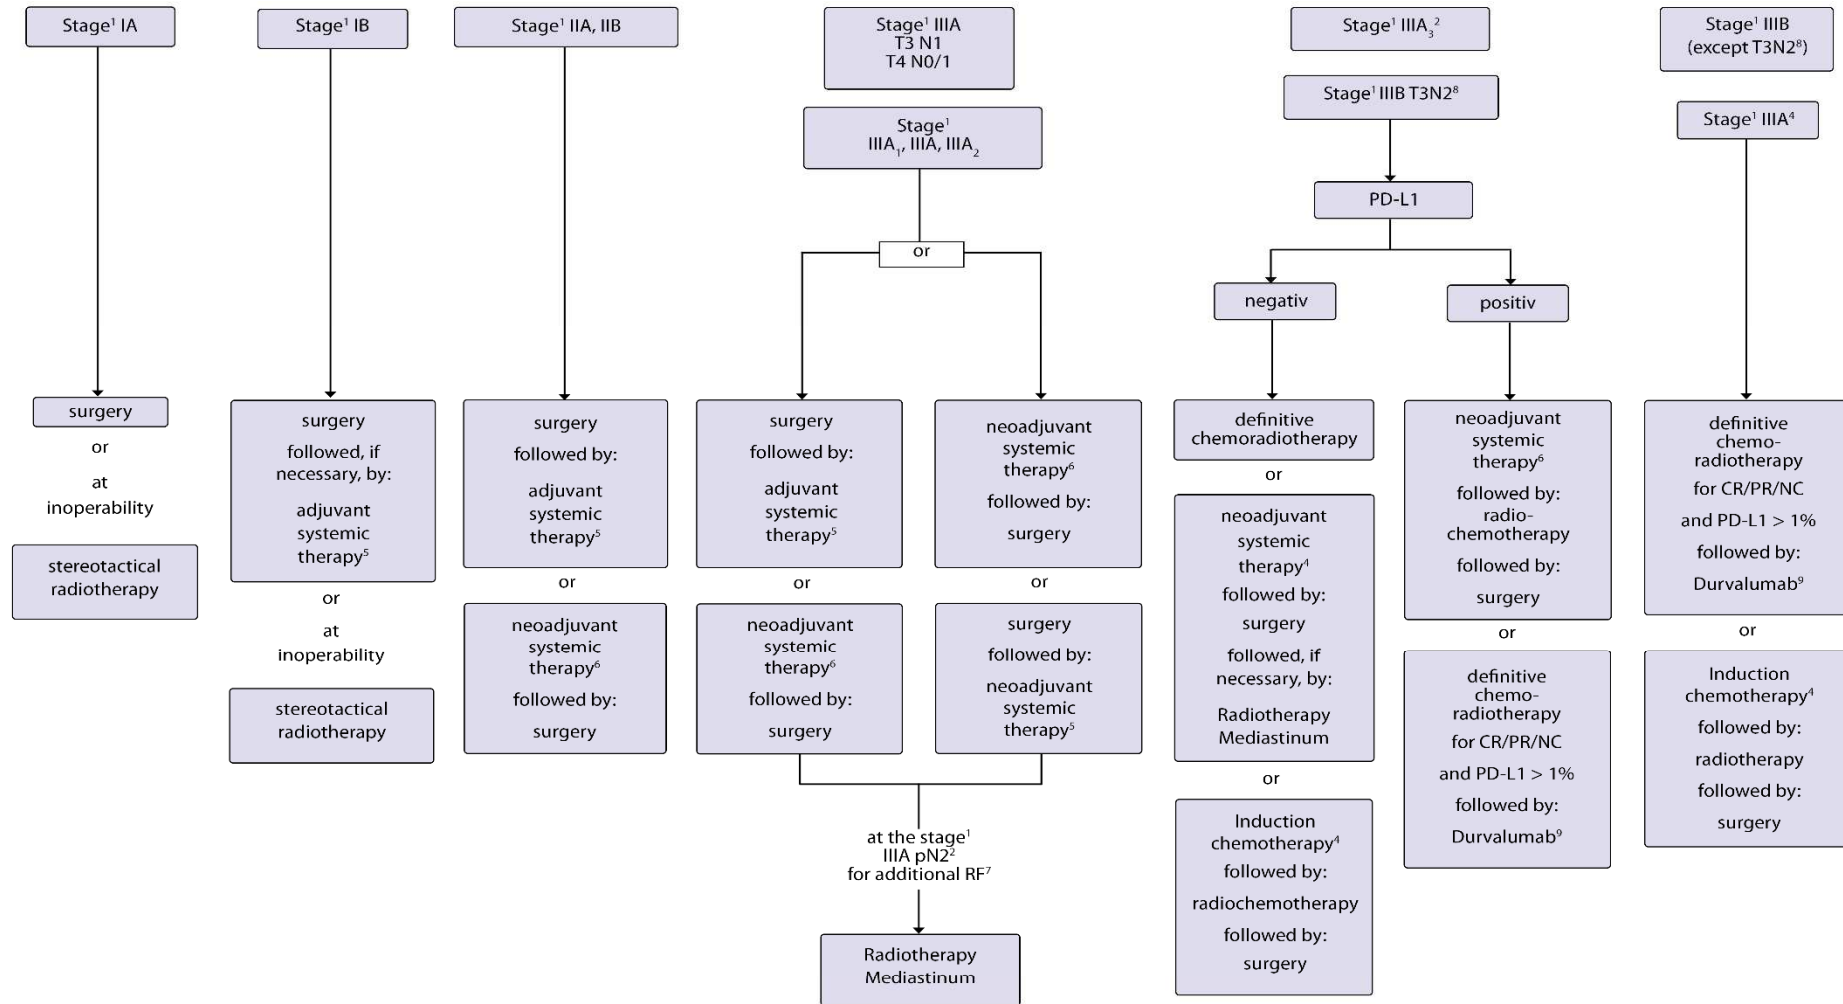 Stage¹ IA
Stage¹ IB
Stage¹ IIA, IIB
Stage¹ IIIA
T3 N1
T4 N0/1
Stage¹
IIIA₁, IIIA, IIIA₂
Stage¹ IIIA₃²
Stage¹ IIIB T3N2⁸
Stage¹ IIIB
(except T3N2⁸)
Stage¹ IIIA⁴
PD-L1
or
negativ
positiv
surgery
or
at
inoperability
stereotactical
radiotherapy
surgery
followed, if
necessary, by:
adjuvant
systemic
therapy⁵
or
at
inoperability
stereotactical
radiotherapy
surgery
followed by:
adjuvant
systemic
therapy⁵
or
neoadjuvant
systemic
therapy⁶
followed by:
surgery
surgery
followed by:
adjuvant
systemic
therapy⁵
or
neoadjuvant
systemic
therapy⁶
followed by:
surgery
neoadjuvant
systemic
therapy⁶
followed by:
surgery
or
surgery
followed by:
neoadjuvant
systemic
therapy⁵
at the stage¹
IIIA pN2²
for additional RF⁷
Radiotherapy
Mediastinum
definitive
chemoradiotherapy
or
neoadjuvant
systemic
therapy⁴
followed by:
surgery
followed, if
necessary, by:
Radiotherapy
Mediastinum
or
Induction
chemotherapy⁴
followed by:
radiochemotherapy
followed by:
surgery
neoadjuvant
systemic
therapy⁶
followed by:
radio-
chemotherapy
followed by:
surgery
or
definitive
chemo-
radiotherapy
for CR/PR/NC
and PD-L1 > 1%
followed by:
Durvalumab⁹
definitive
chemo-
radiotherapy
for CR/PR/NC
and PD-L1 > 1%
followed by:
Durvalumab⁹
or
Induction
chemotherapy⁴
followed by:
radiotherapy
followed by:
surgery